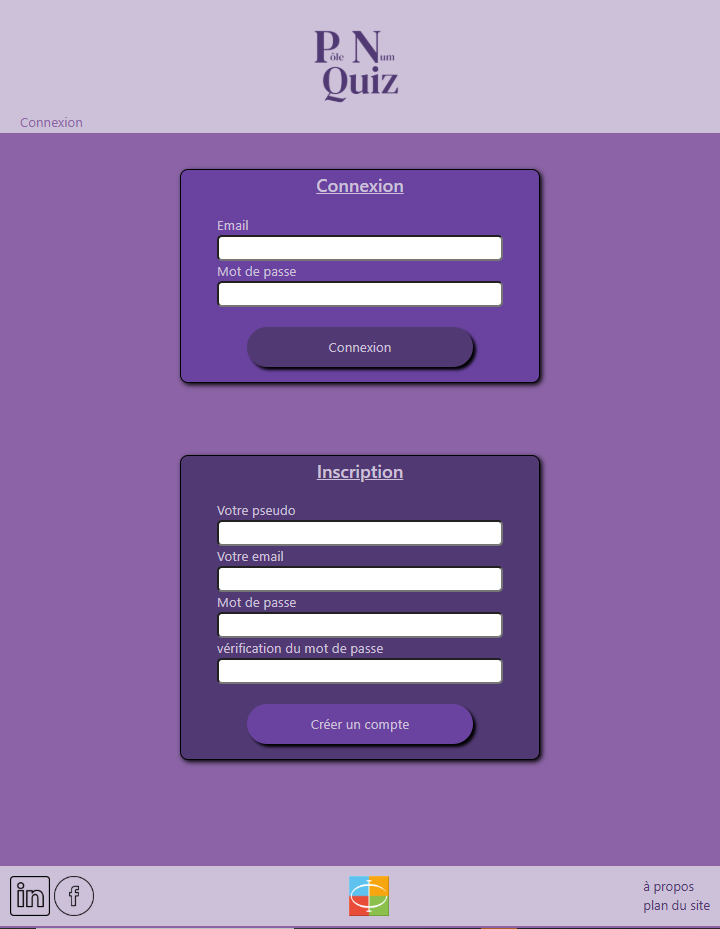 Pôle Num
Quiz
Connexion
Connexion
Email
Mot de passe
Connexion
Inscription
Votre pseudo
Votre email
Mot de passe
vérification du mot de passe
Créer un compte
in f
à propos
plan du site